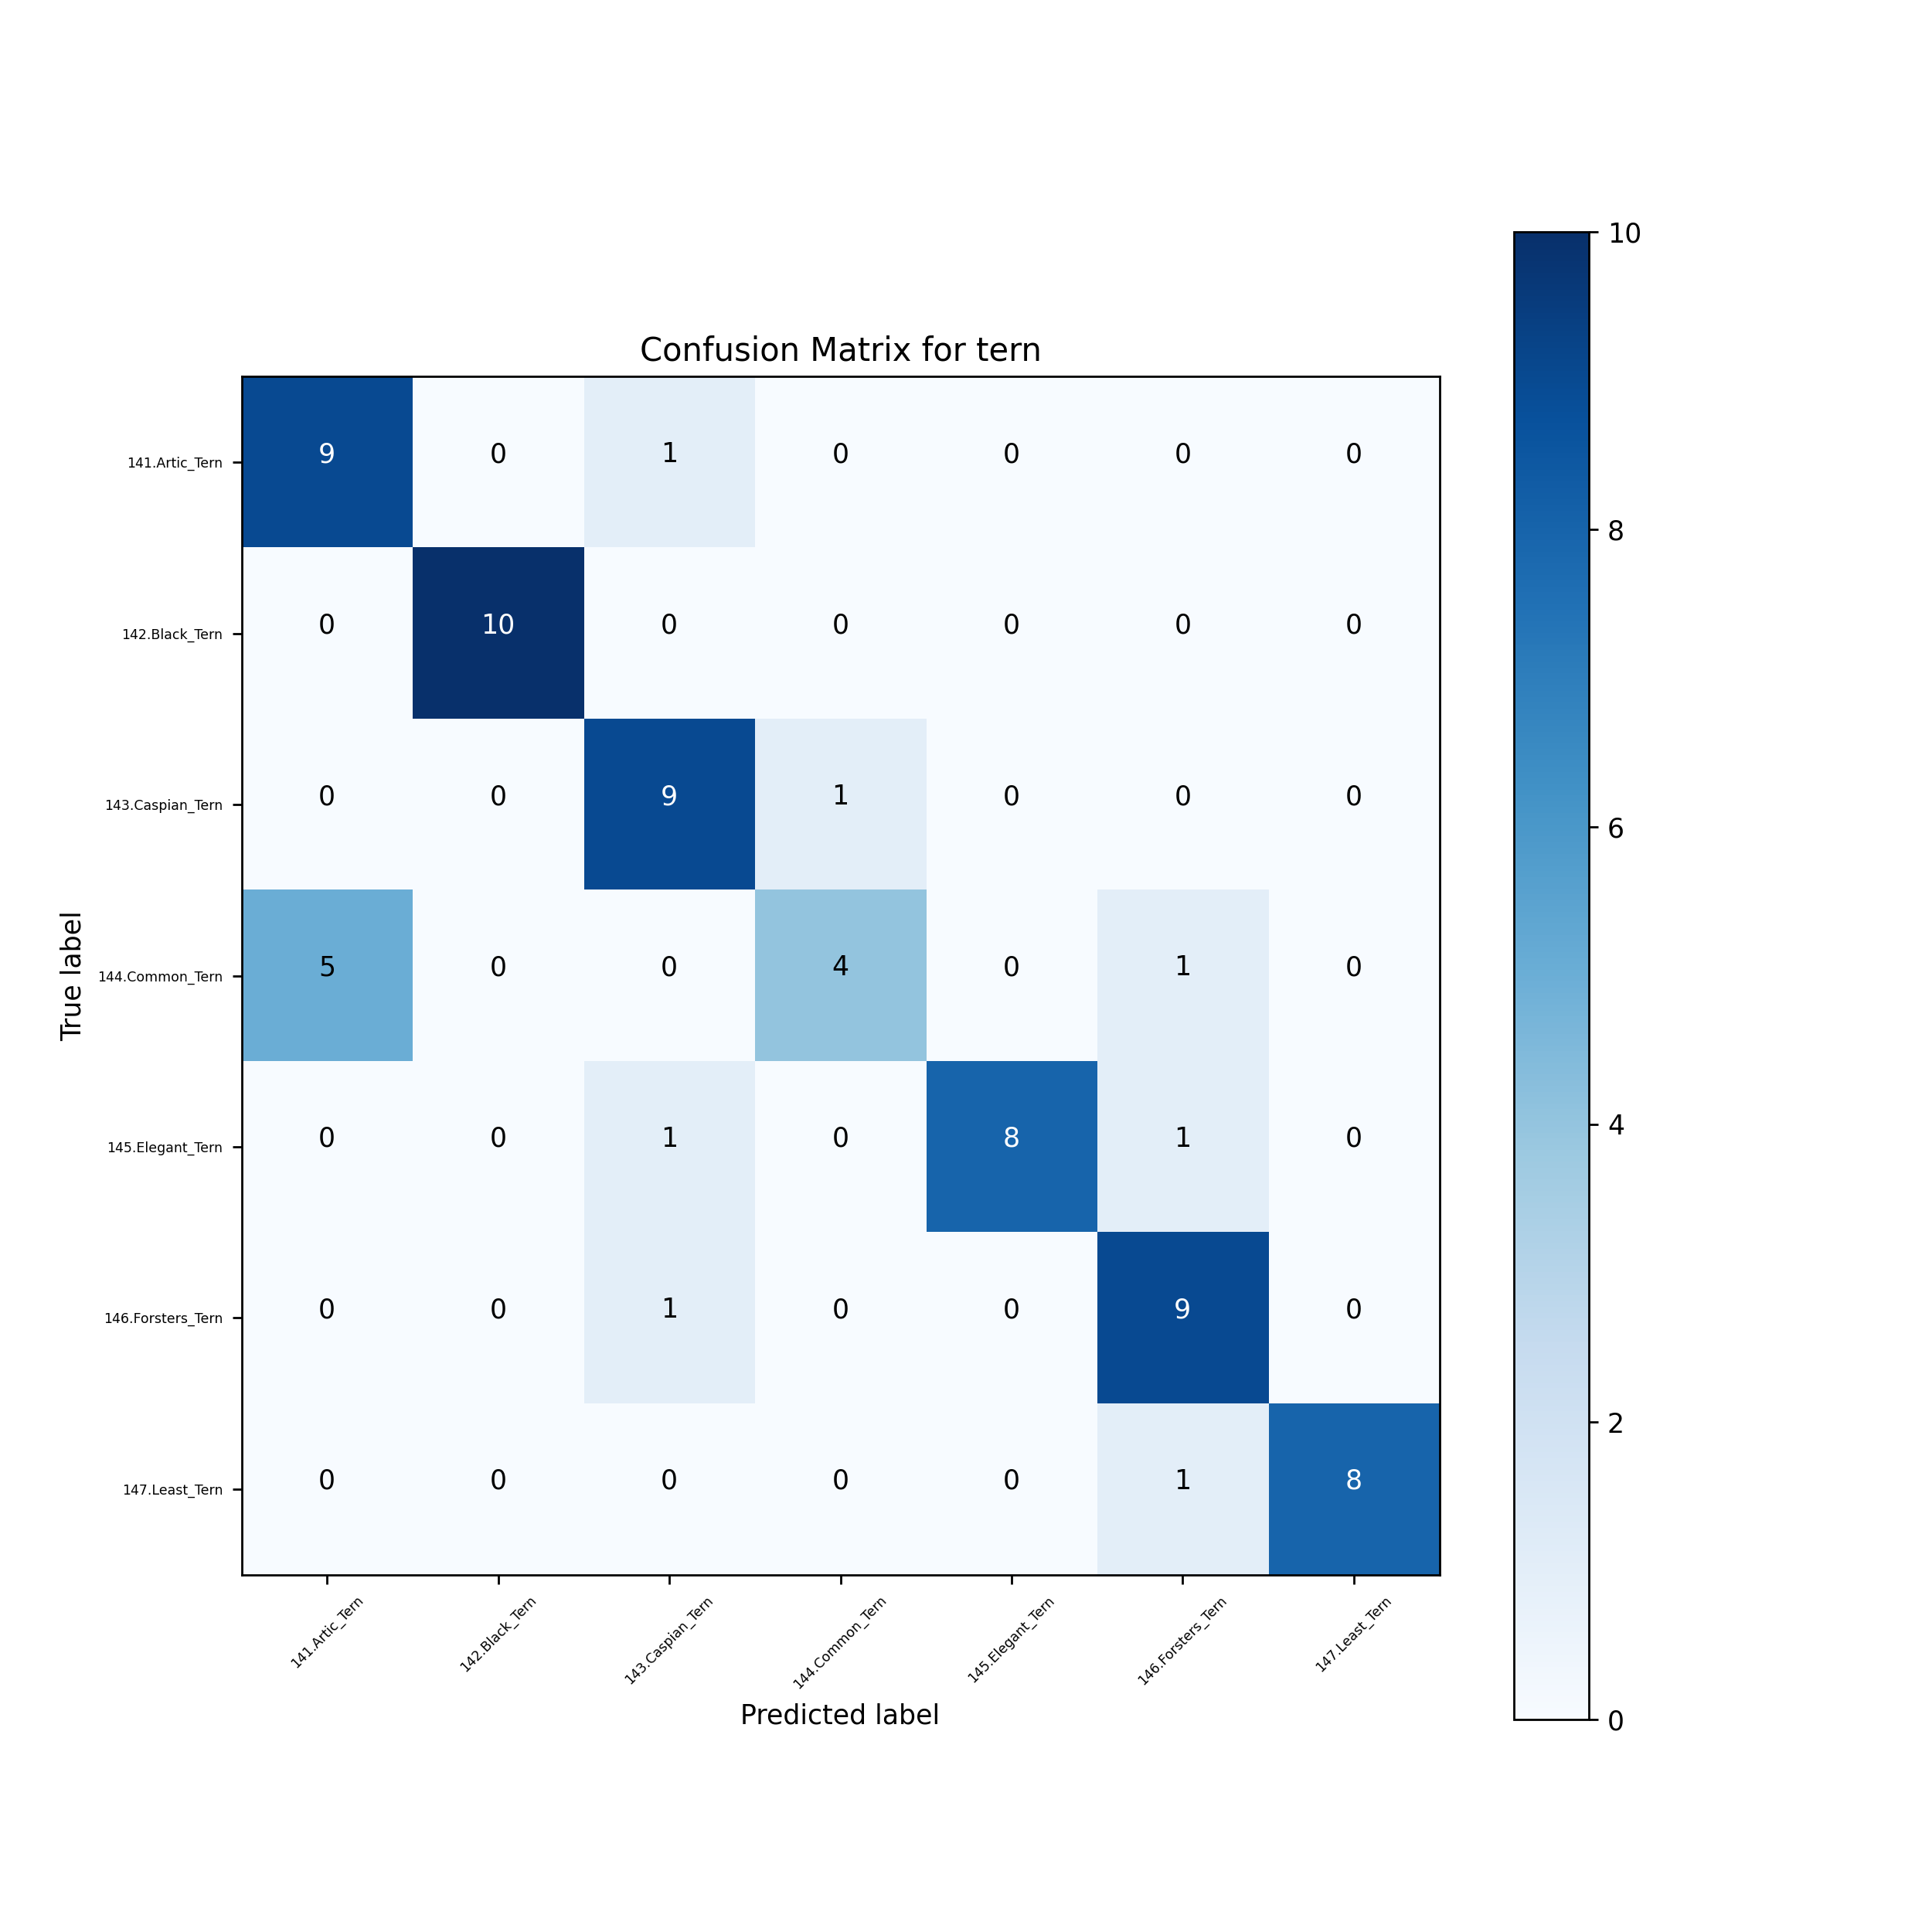 Confusion Matrix for tern
10
8
6
4
2
0
True label
141.Artic_Tern 9 0 1 0 0 0 0
142.Black_Tern 0 10 0 0 0 0 0
143.Caspian_Tern 0 0 9 1 0 0 0
144.Common_Tern 5 0 0 4 0 1 0
145.Elegant_Tern 0 0 1 0 8 1 0
146.Forsters_Tern 0 0 1 0 0 9 0
147.Least_Tern 0 0 0 0 0 1 8
141.Artic_Tern 142.Black_Tern 143.Caspian_Tern 144.Common_Tern 145.Elegant_Tern 146.Forsters_Tern 147.Least_Tern
Predicted label